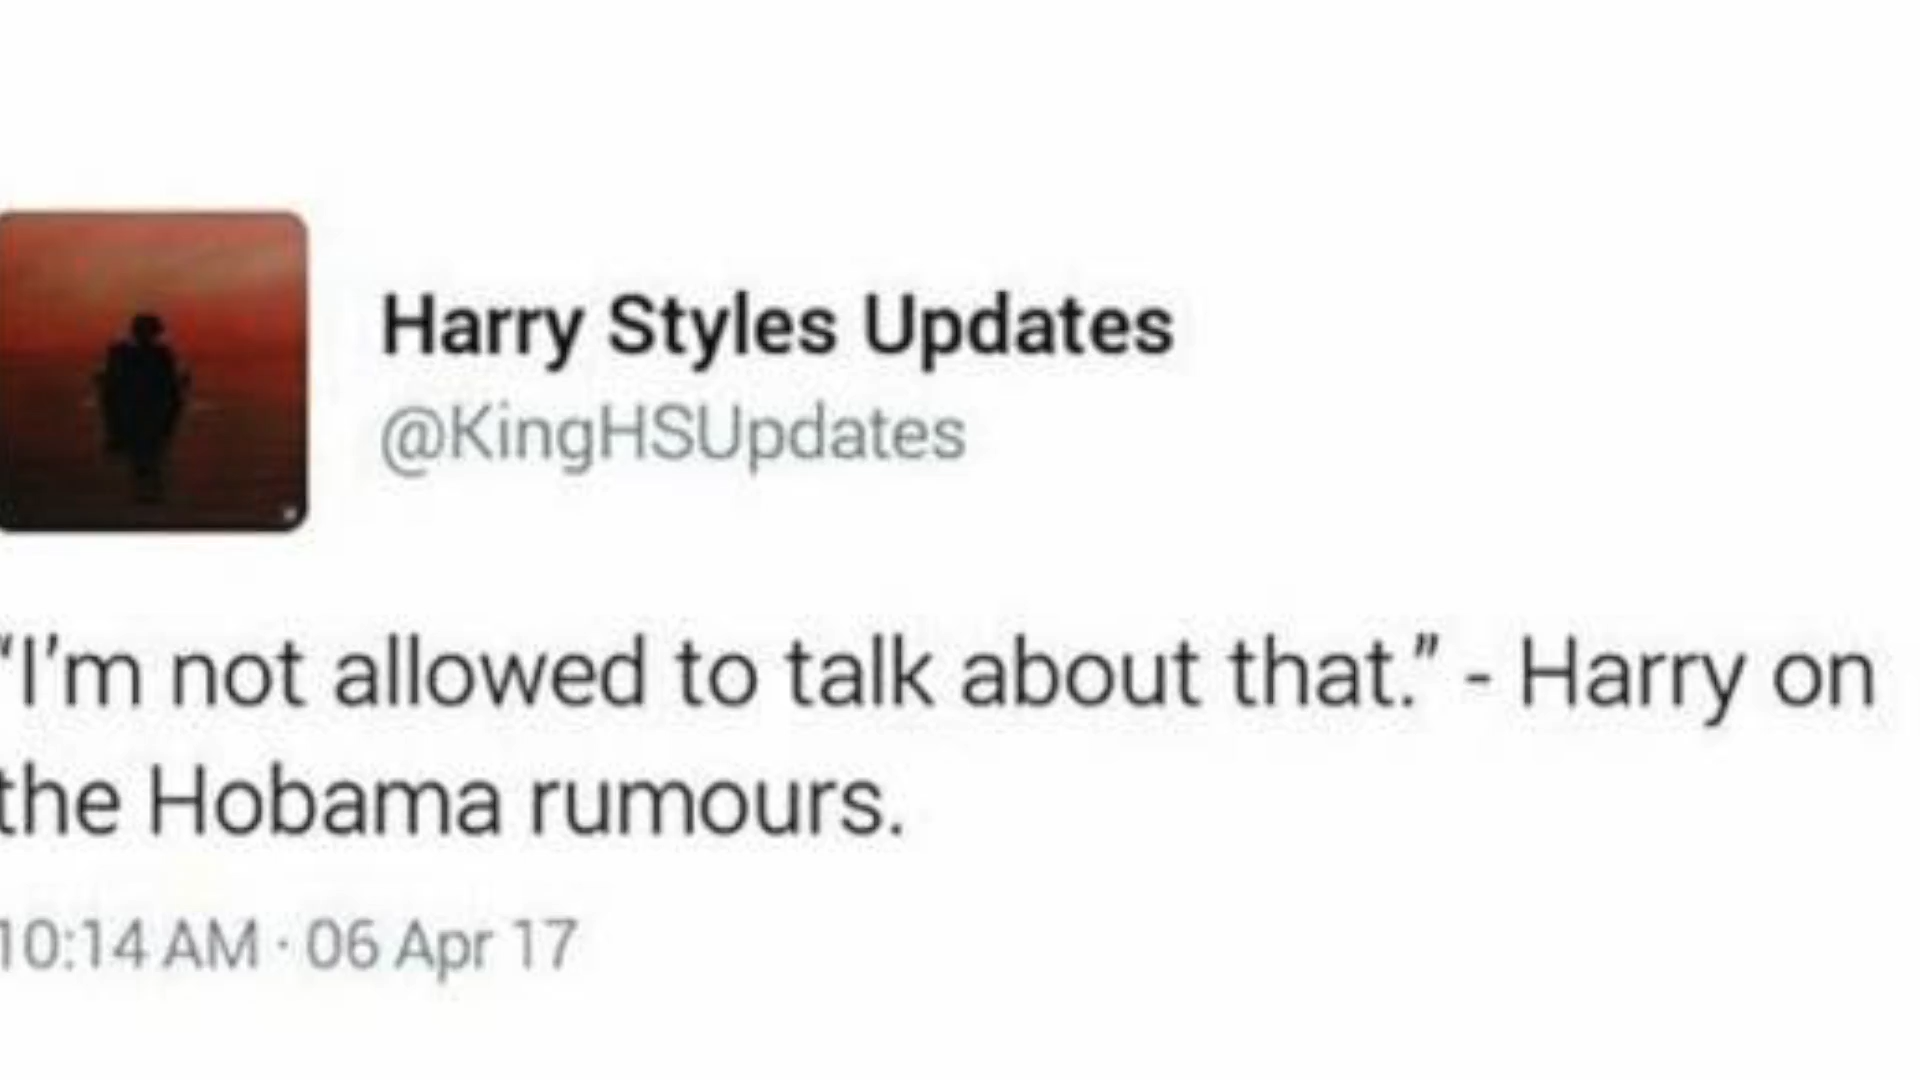 Harry Styles Updates
@KingHSUpdates
“I’m not allowed to talk about that.” - Harry on
the Hobama rumours.
10:14 AM · 06 Apr 17